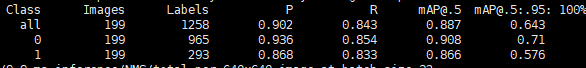 Class Images Labels P R mAP@.5 mAP@.5:.95: 100%
all 199 1258 0.902 0.843 0.887 0.643
0 199 965 0.936 0.854 0.908 0.71
1 199 293 0.868 0.833 0.866 0.576